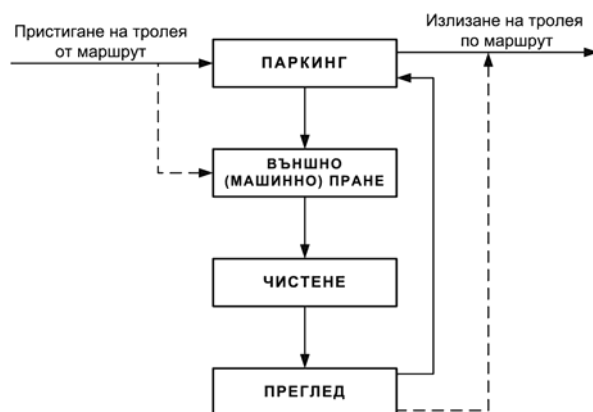 Пристигане на тролея
от маршрут
Излизане на тролея
по маршрут
ПАРКИНГ
ВЪНШНО
(МАШИННО) ПРАНЕ
ЧИСТЕНЕ
ПРЕГЛЕД